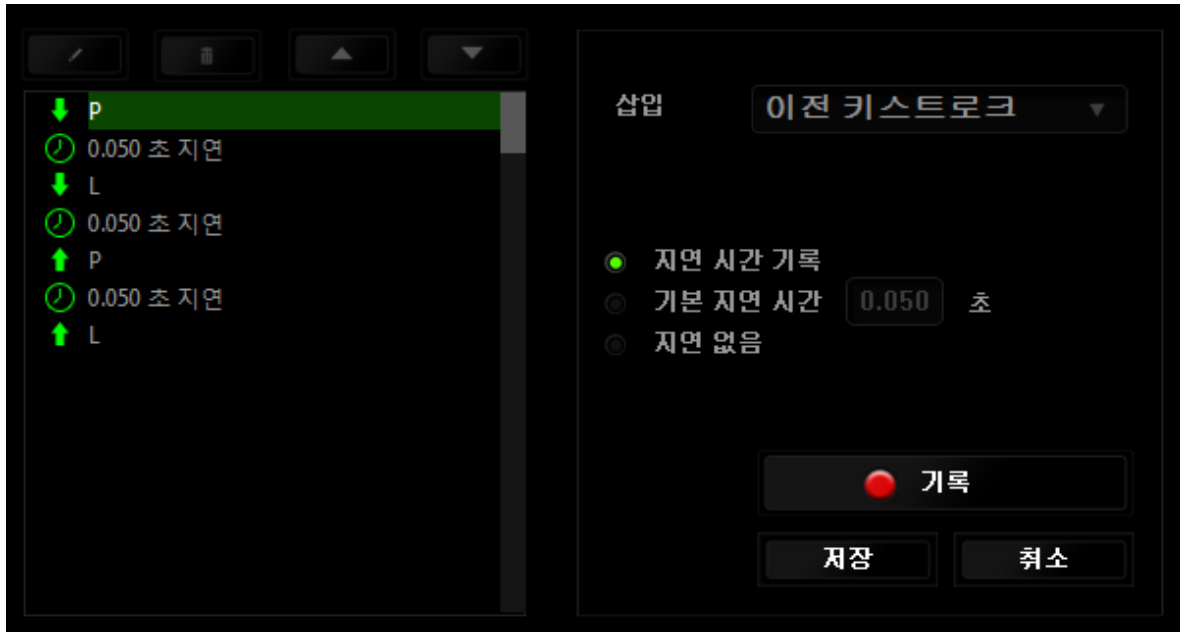 P
0.050 초 지연
L
0.050 초 지연
P
0.050 초 지연
L
삽입 이전 키스트로크
지연 시간 기록
기본 지연 시간 0.050 초
지연 없음
기록
저장 취소